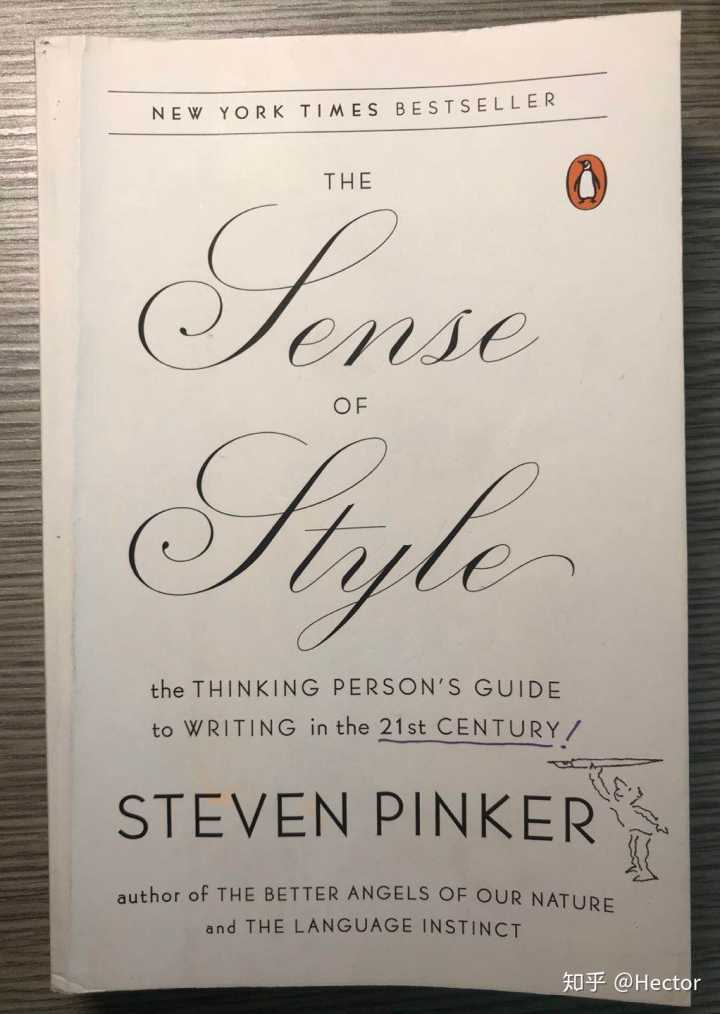 NEW YORK TIMES BESTSELLER
THE
Sense
OF
Style
the THINKING PERSON'S GUIDE
to WRITING in the 21st CENTURY!
STEVEN PINKER
author of THE BETTER ANGELS OF OUR NATURE
and THE LANGUAGE INSTINCT
知乎 @Hector